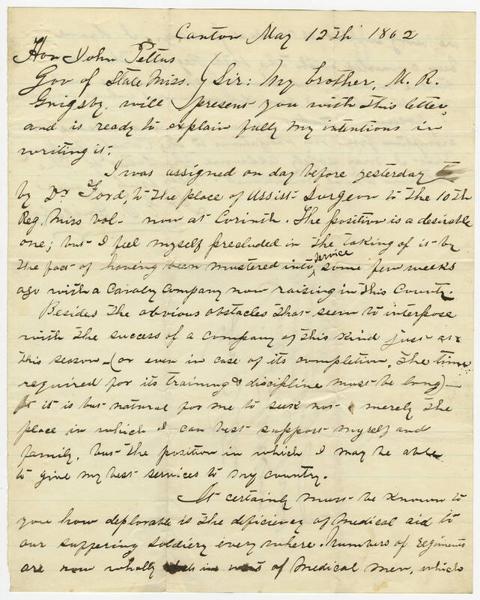 Canton May 12th 1862
Hon John Pettus
Gov of State Miss. Sir: My brother, M. R.
Grigsby, will present you with this letter,
and is ready to explain fully my intentions in
writing it.
I was assigned on day before yesterday
by Dr Ford, to the place of Assist. Surgeon to the 10th
Reg. Miss Vol- now at Corinth. The position is a desirable
one; but I feel myself precluded in the taking of it by
the fact of having been mustered into service some few weeks
ago with a Cavalry Company now raising in this County.
Besides the obvious obstacles that seem to interpose
with the success of a company of this kind just at
this season - (or even in case of its completion, the time
required for its training & discipline must be long) -
it is but natural for me to seek not merely the
place in which I can best support myself and
family, but the position in which I may be able
to give my best services to my country.
It certainly must be known to
you how deplorable is the deficiency of Medical aid to
our suffering soldiery every where. Numbers of Regiments
are now wholly in want of Medical men, which